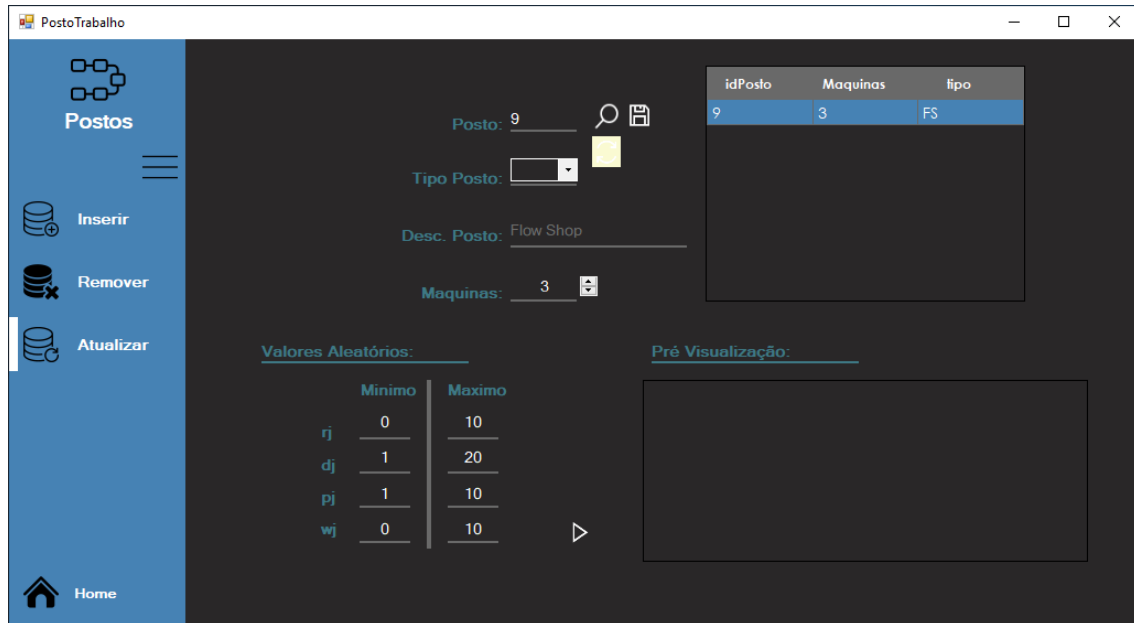 PostoTrabalho
Postos
Inserir
Remover
Atualizar
Home
Posto: 9
Tipo Posto:
Desc. Posto: Flow Shop
Maquinas: 3
idPosto Maquinas tipo
9 3 FS
Valores Aleatórios:
Minimo Maximo
rj 0 10
dj 1 20
pj 1 10
wj 0 10
Pré Visualização: